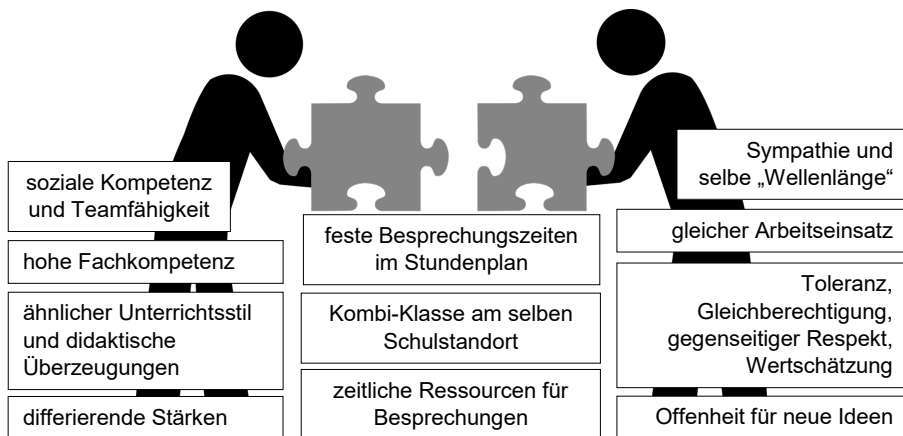 soziale Kompetenz
und Teamfähigkeit
hohe Fachkompetenz
ähnlicher Unterrichtsstil
und didaktische
Überzeugungen
differierende Stärken
feste Besprechungszeiten
im Stundenplan
Kombi-Klasse am selben
Schulstandort
zeitliche Ressourcen für
Besprechungen
Sympathie und
selbe „Wellenlänge“
gleicher Arbeitseinsatz
Toleranz,
Gleichberechtigung,
gegenseitiger Respekt,
Wertschätzung
Offenheit für neue Ideen